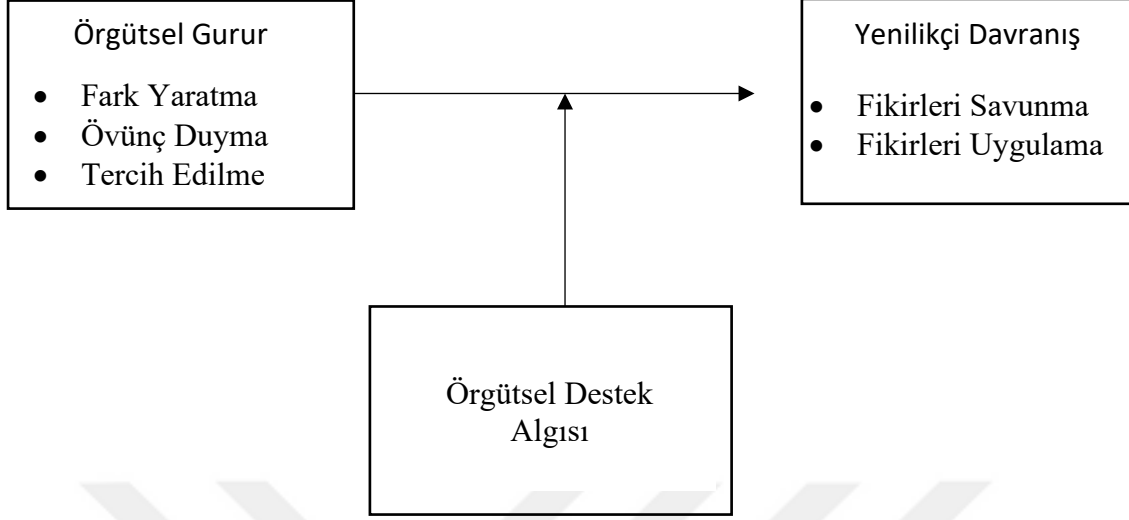 Örgütsel Gurur
• Fark Yaratma
• Övünç Duyma
• Tercih Edilme
Yenilikçi Davranış
• Fikirleri Savunma
• Fikirleri Uygulama
Örgütsel Destek
Algısı